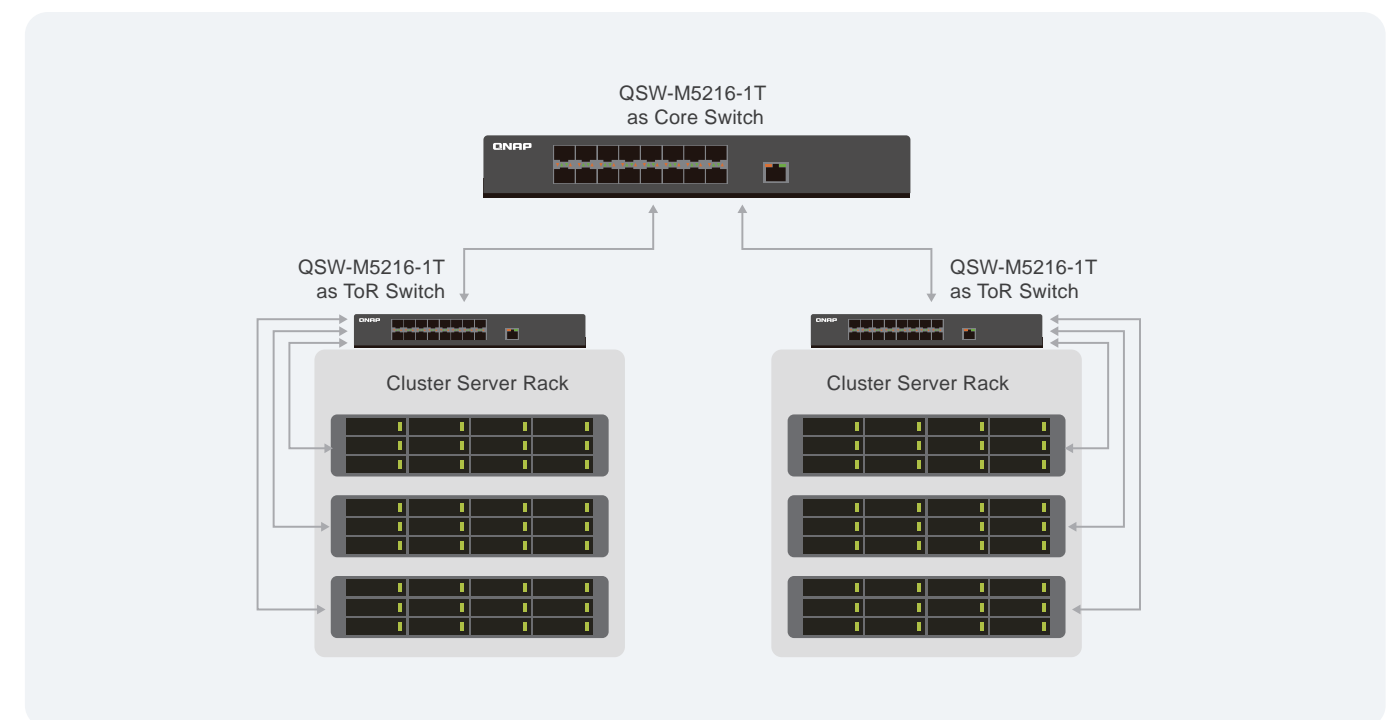 QSW-M5216-1T
as Core Switch
QNAP
QSW-M5216-1T
as ToR Switch
QSW-M5216-1T
as ToR Switch
QNAP
QNAP
Cluster Server Rack
Cluster Server Rack